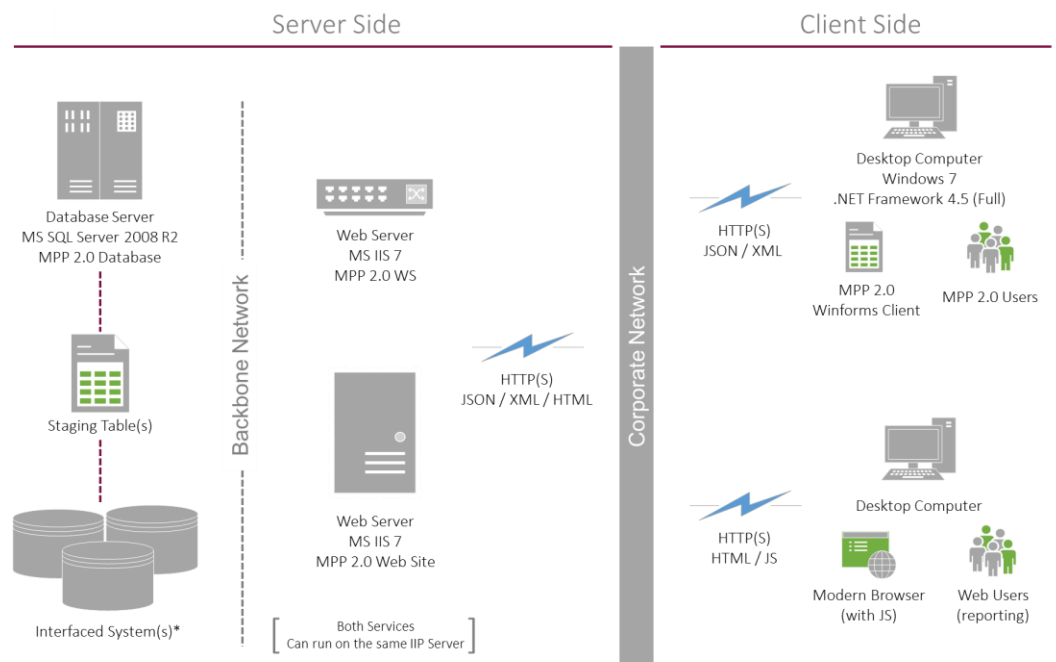 Server Side
Client Side
Database Server
MS SQL Server 2008 R2
MPP 2.0 Database
Staging Table(s)
Interfaced System(s)*
Backbone Network
Web Server
MS IIS 7
MPP 2.0 WS
Web Server
MS IIS 7
MPP 2.0 Web Site
Both Services
Can run on the same IIP Server
HTTP(S)
JSON / XML / HTML
Corporate Network
HTTP(S)
JSON / XML
Desktop Computer
Windows 7
.NET Framework 4.5 (Full)
MPP 2.0
Winforms Client
MPP 2.0 Users
HTTP(S)
HTML / JS
Desktop Computer
Modern Browser
(with JS)
Web Users
(reporting)